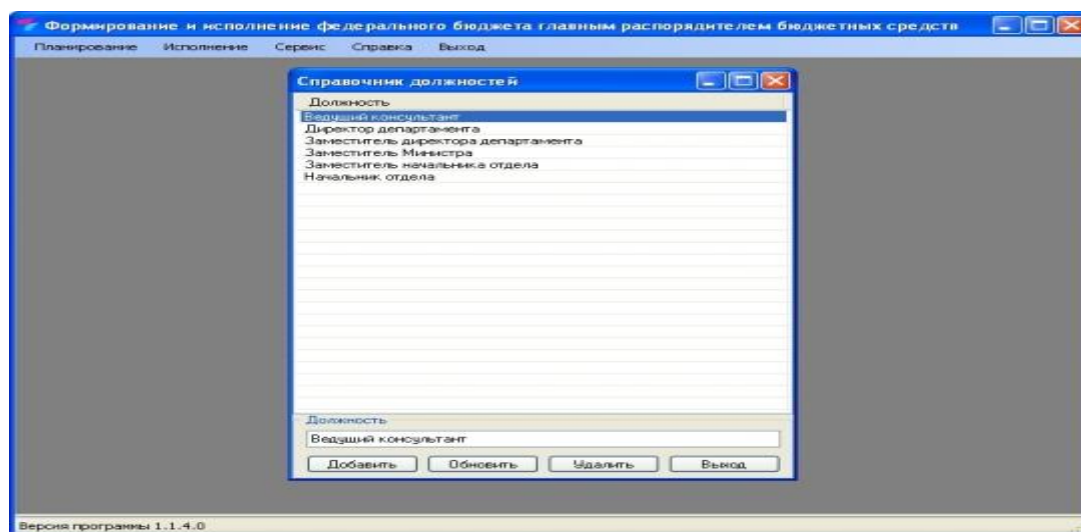 Формирование и исполнение федерального бюджета главным распорядителем бюджетных средств
Планирование Исполнение Сервис Справка Выход
Справочник должностей
Должность
Ведущий консультант
Директор департамента
Заместитель директора департамента
Заместитель Министра
Заместитель начальника отдела
Начальник отдела
Должность
Ведущий консультант
Добавить Обновить Удалить Выход
Версия программы 1.1.4.0